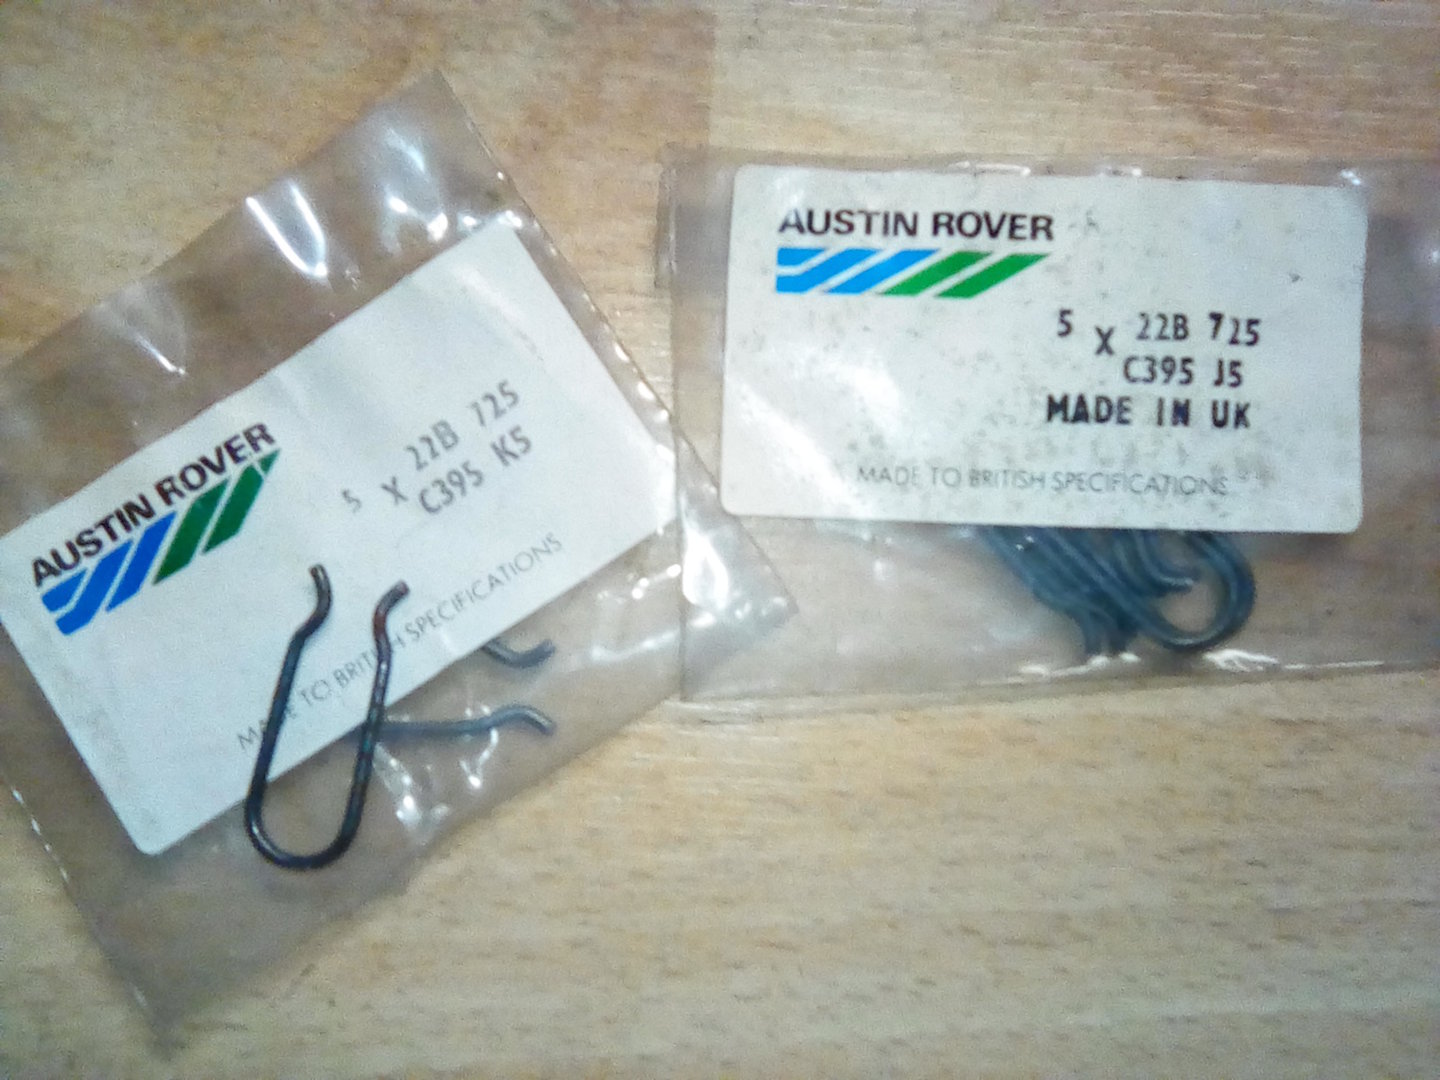 AUSTIN ROVER
5 X 22B 725
C395 K5
MADE TO BRITISH SPECIFICATIONS
AUSTIN ROVER
5 X 22B 725
C395 J5
MADE IN UK
MADE TO BRITISH SPECIFICATIONS